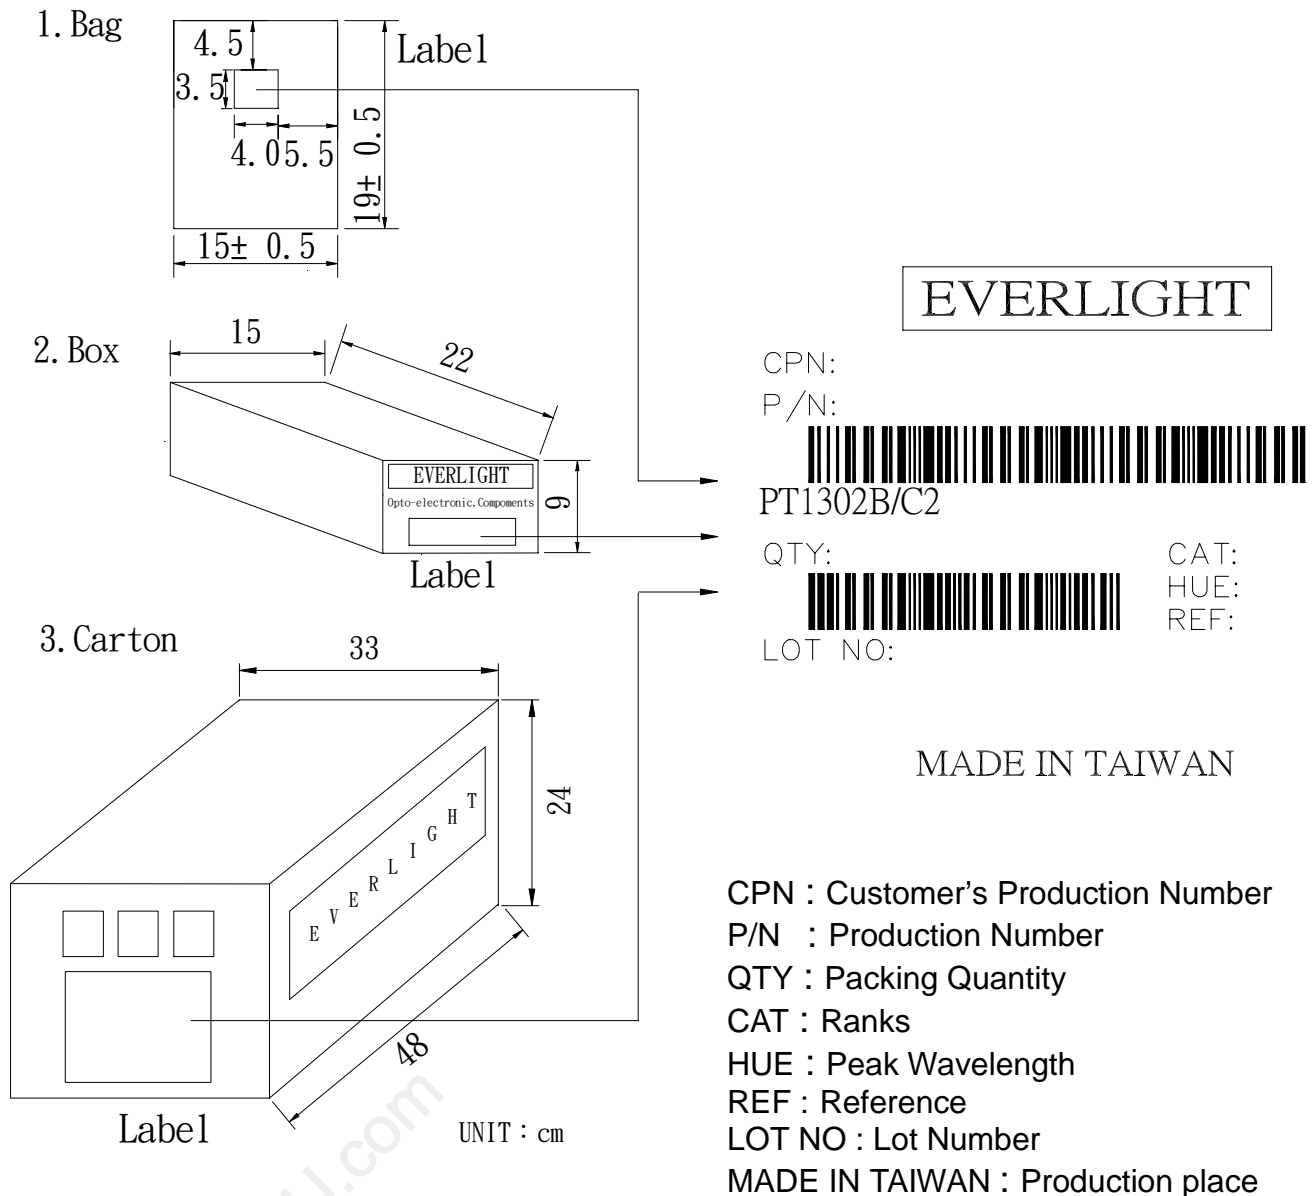 1. Bag
4.5
Label
3.5
4.0 5.5
19± 0.5
15± 0.5
2. Box
15
22
EVERLIGHT
Opto-electronic, Compoments
9
Label
3. Carton
33
24
EVERLIGHT
48
Label
UNIT：cm
EVERLIGHT
CPN:
P/N:
PT1302B/C2
QTY:
CAT:
HUE:
REF:
LOT NO:
MADE IN TAIWAN
CPN：Customer’s Production Number
P/N ：Production Number
QTY：Packing Quantity
CAT：Ranks
HUE：Peak Wavelength
REF : Reference
LOT NO : Lot Number
MADE IN TAIWAN：Production place